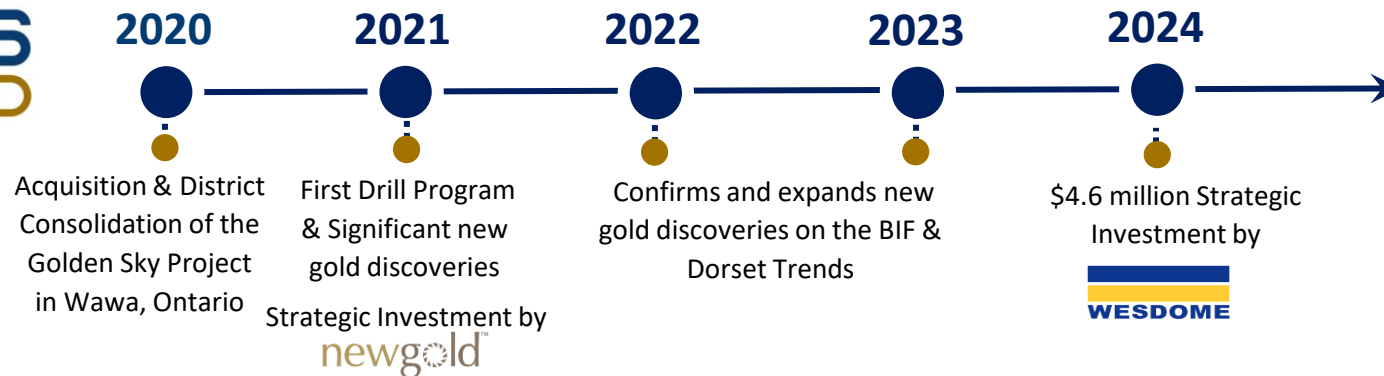 2020
Acquisition & District
Consolidation of the
Golden Sky Project
in Wawa, Ontario
2021
First Drill Program
& Significant new
gold discoveries
Strategic Investment by
newgold™
2022
2023
Confirms and expands new
gold discoveries on the BIF &
Dorset Trends
2024
$4.6 million Strategic
Investment by
WESDOME